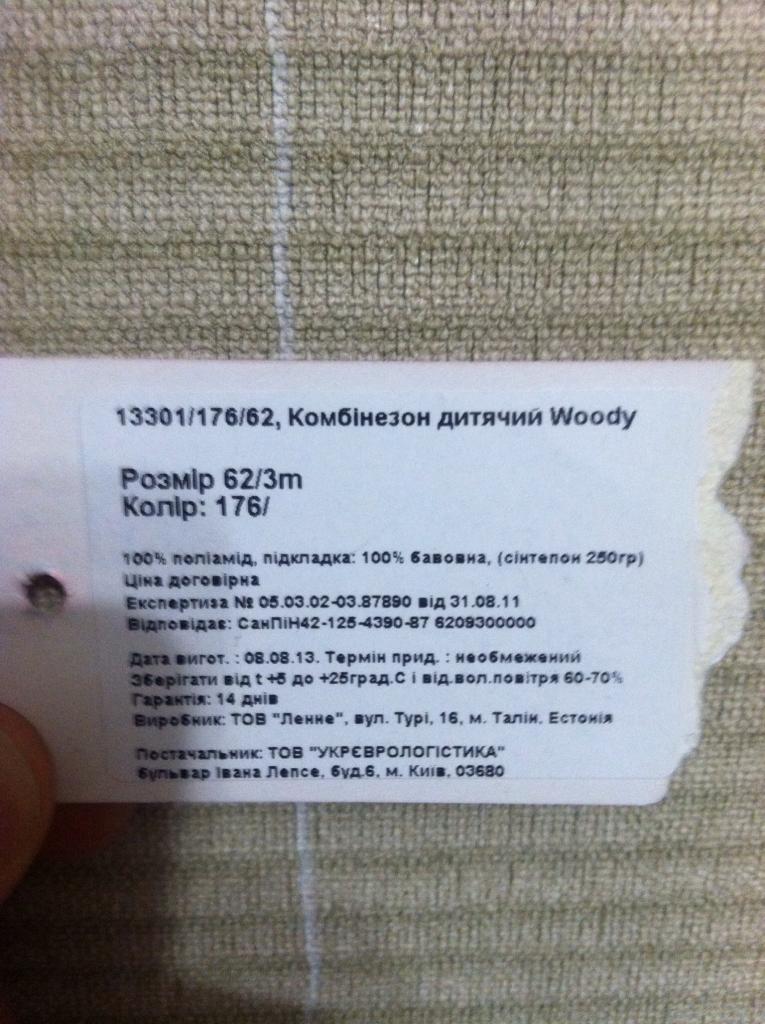 13301/176/62, Комбінезон дитячий Woody
Розмір 62/3m
Колір: 176/
100% поліамід, підкладка: 100% бавовна, (сінтепон 250гр)
Ціна договірна
Експертиза № 05.03.02-03.87890 від 31.08.11
Відповідає: СанПіН42-125-4390-87 6209300000
Дата вигот. : 08.08.13. Термін прид. : необмежений
Зберігати від t +5 до +25град.С і від.вол.повітря 60-70%
Гарантія: 14 днів
Виробник: ТОВ "Ленне", вул. Турі, 16, м. Талін. Естонія
Постачальник: ТОВ "УКРЄВРОЛОГІСТИКА"
бульвар Івана Лепсе, буд.6, м. Київ, 03680